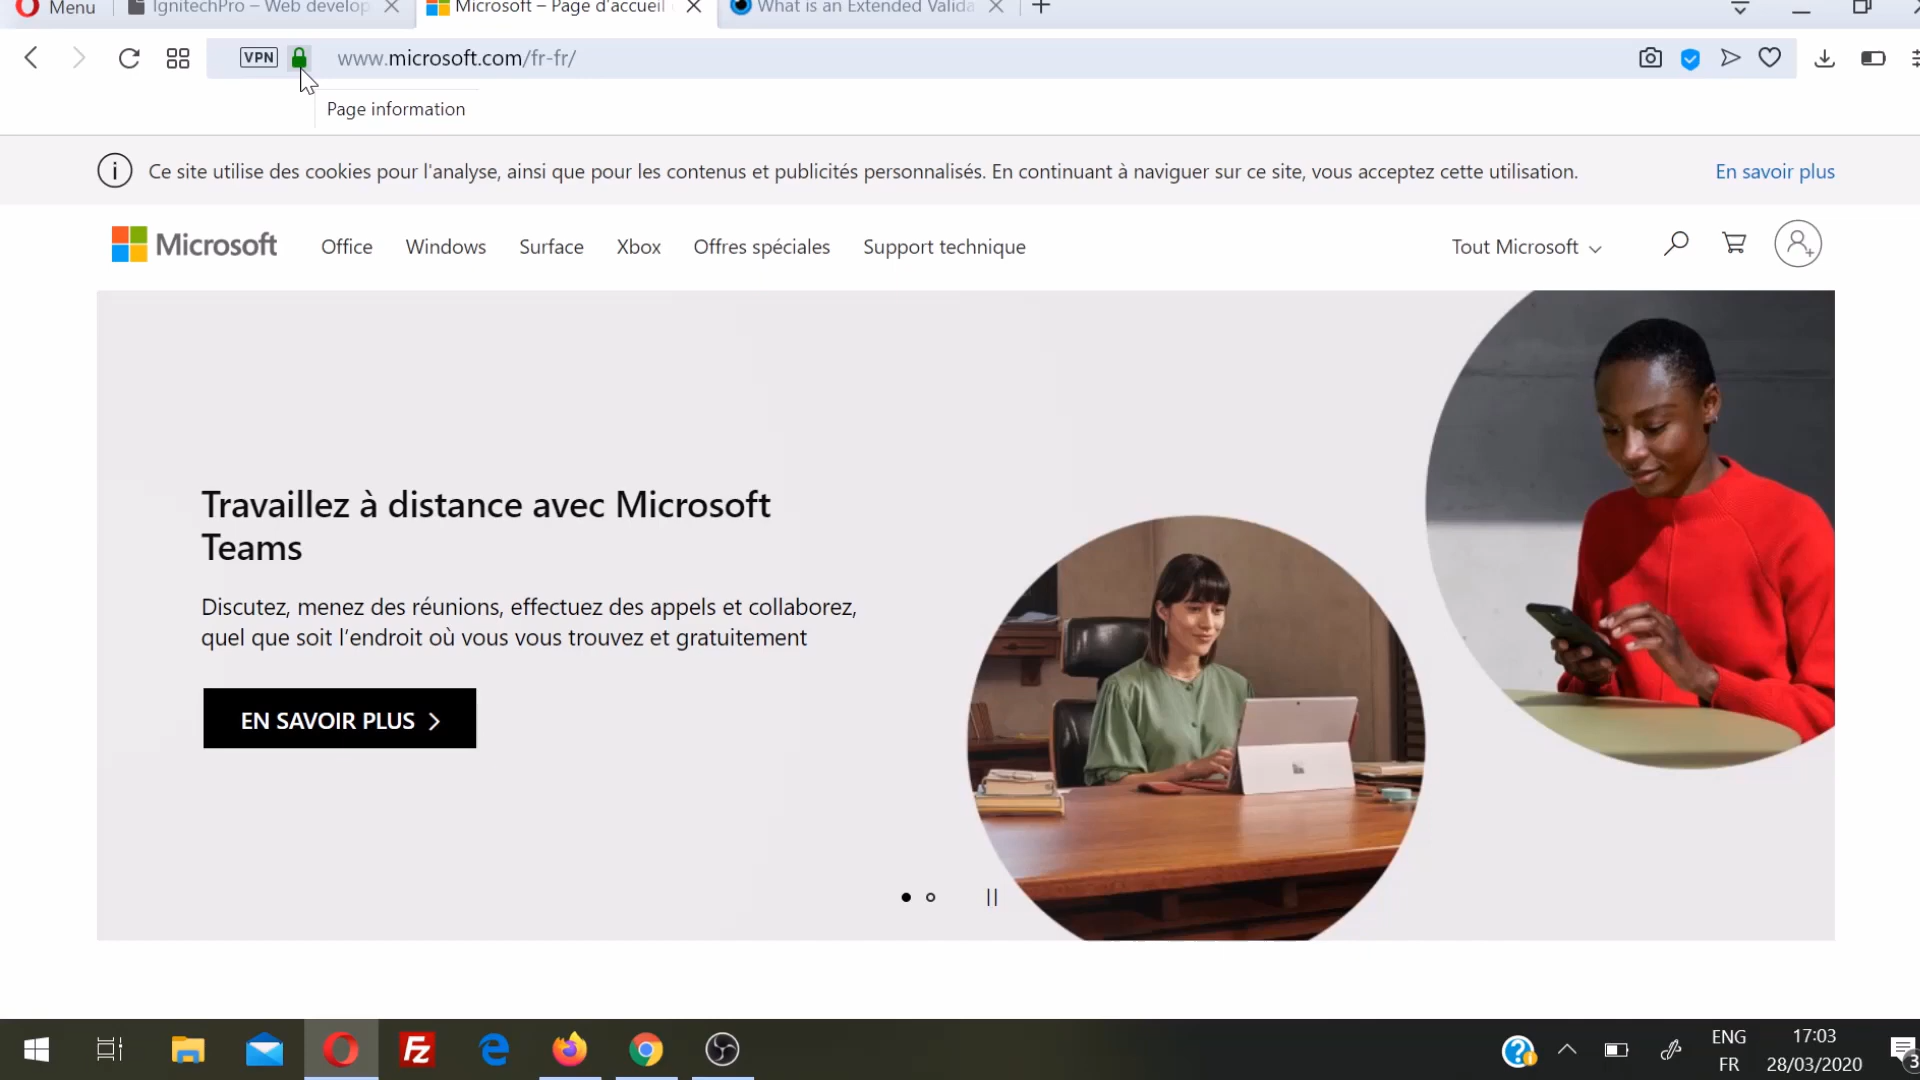 Menu
IgnitechPro – Web develop
Microsoft – Page d'accueil
What is an Extended Valida
VPN
www.microsoft.com/fr-fr/
Page information
Ce site utilise des cookies pour l'analyse, ainsi que pour les contenus et publicités personnalisés. En continuant à naviguer sur ce site, vous acceptez cette utilisation.
En savoir plus
Microsoft
Office
Windows
Surface
Xbox
Offres spéciales
Support technique
Tout Microsoft
Travaillez à distance avec Microsoft
Teams
Discutez, menez des réunions, effectuez des appels et collaborez,
quel que soit l’endroit où vous vous trouvez et gratuitement
EN SAVOIR PLUS
Fz
ENG
FR
17:03
28/03/2020
3